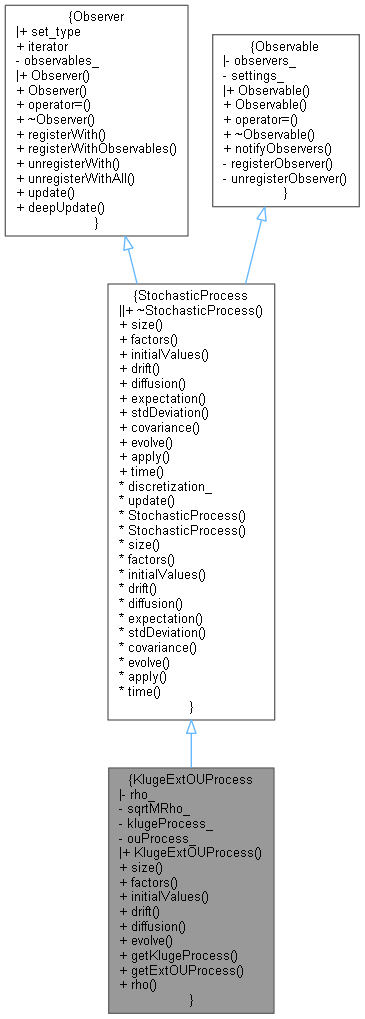 {Observer
|+ set_type
+ iterator
- observables_
|+ Observer()
+ Observer()
+ operator=()
+ ~Observer()
+ registerWith()
+ registerWithObservables()
+ unregisterWith()
+ unregisterWithAll()
+ update()
+ deepUpdate()
}
{Observable
|- observers_
- settings_
|+ Observable()
+ Observable()
+ operator=()
+ ~Observable()
+ notifyObservers()
- registerObserver()
- unregisterObserver()
}
{StochasticProcess
||+ ~StochasticProcess()
+ size()
+ factors()
+ initialValues()
+ drift()
+ diffusion()
+ expectation()
+ stdDeviation()
+ covariance()
+ evolve()
+ apply()
+ time()
* discretization_
* update()
* StochasticProcess()
* StochasticProcess()
* size()
* factors()
* initialValues()
* drift()
* diffusion()
* expectation()
* stdDeviation()
* covariance()
* evolve()
* apply()
* time()
}
{KlugeExtOUProcess
|- rho_
- sqrtMRho_
- klugeProcess_
- ouProcess_
|+ KlugeExtOUProcess()
+ size()
+ factors()
+ initialValues()
+ drift()
+ diffusion()
+ evolve()
+ getKlugeProcess()
+ getExtOUProcess()
+ rho()
}